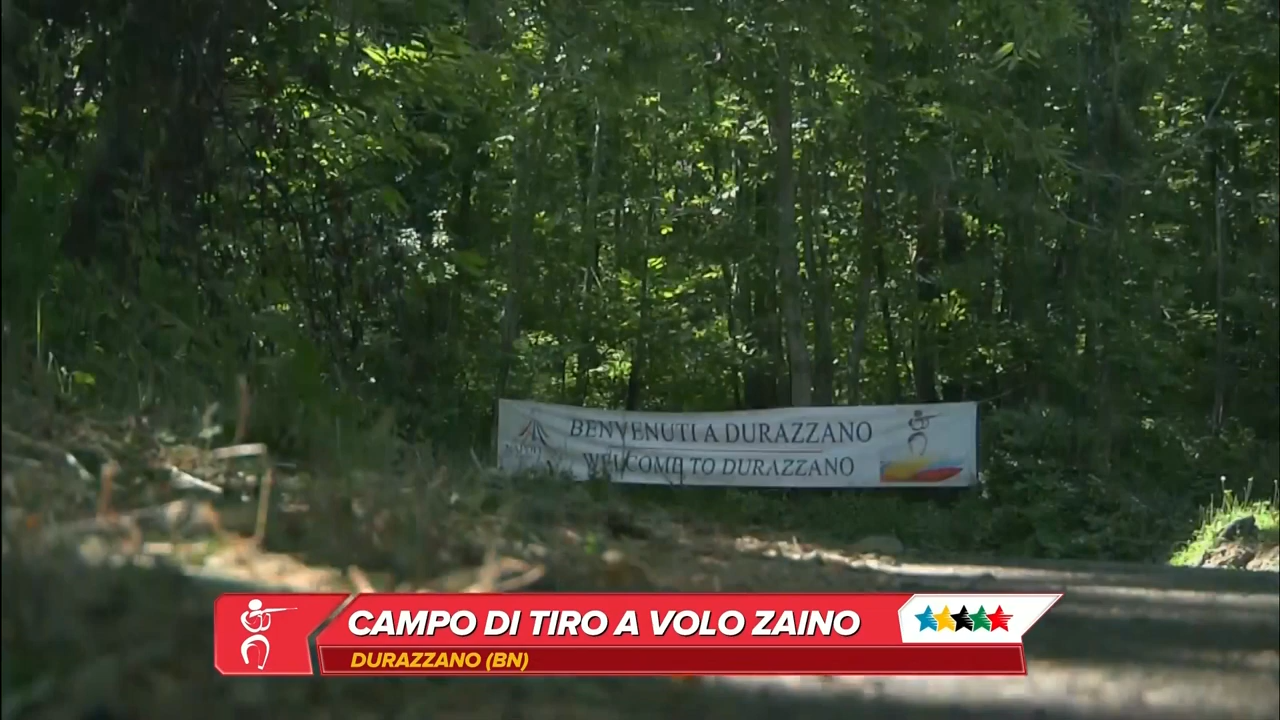 BENVENUTI A DURAZZANO
WELCOME TO DURAZZANO
CAMPO DI TIRO A VOLO ZAINO
DURAZZANO (BN)